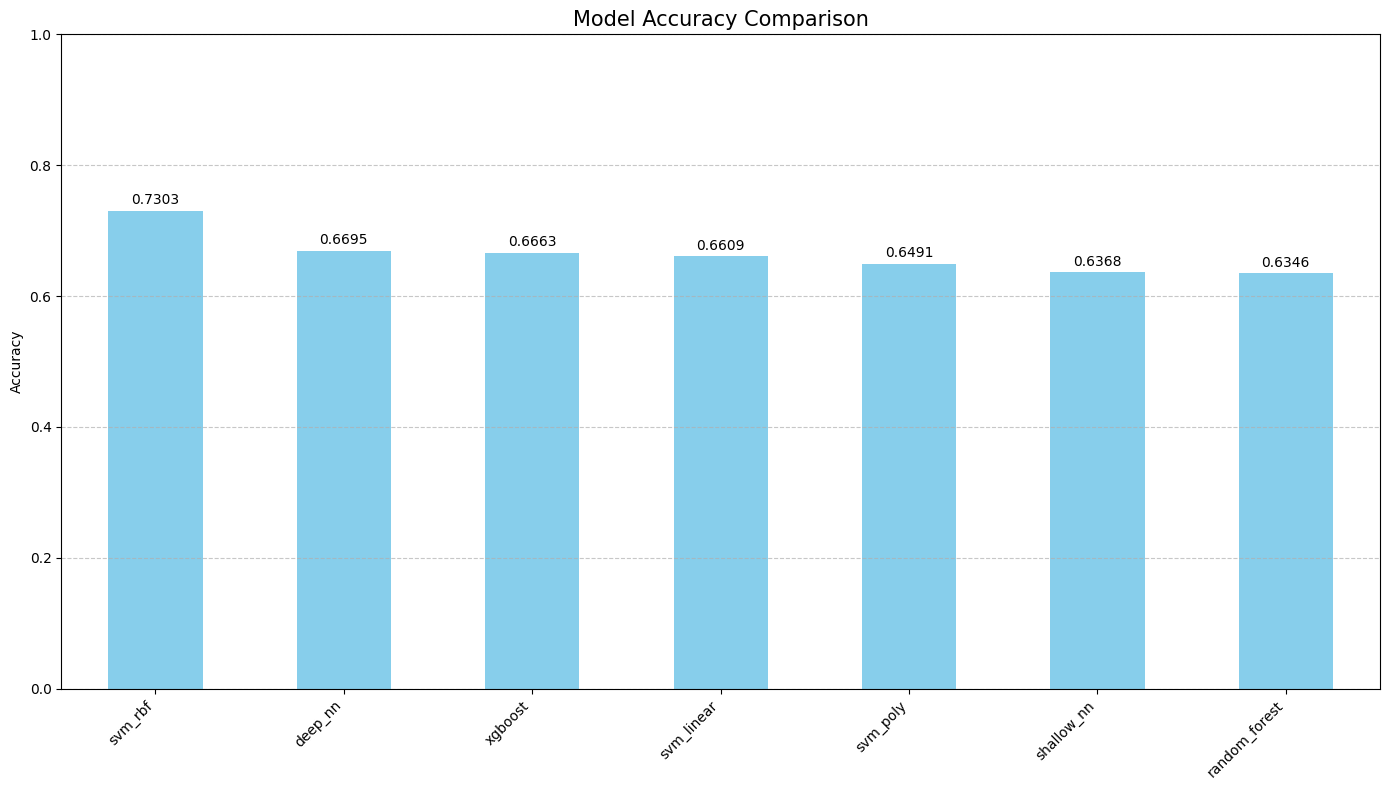 Model Accuracy Comparison
1.0
0.8
0.6
0.4
0.2
0.0
Accuracy
0.7303
0.6695
0.6663
0.6609
0.6491
0.6368
0.6346
svm_rbf
deep_nn
xgboost
svm_linear
svm_poly
shallow_nn
random_forest